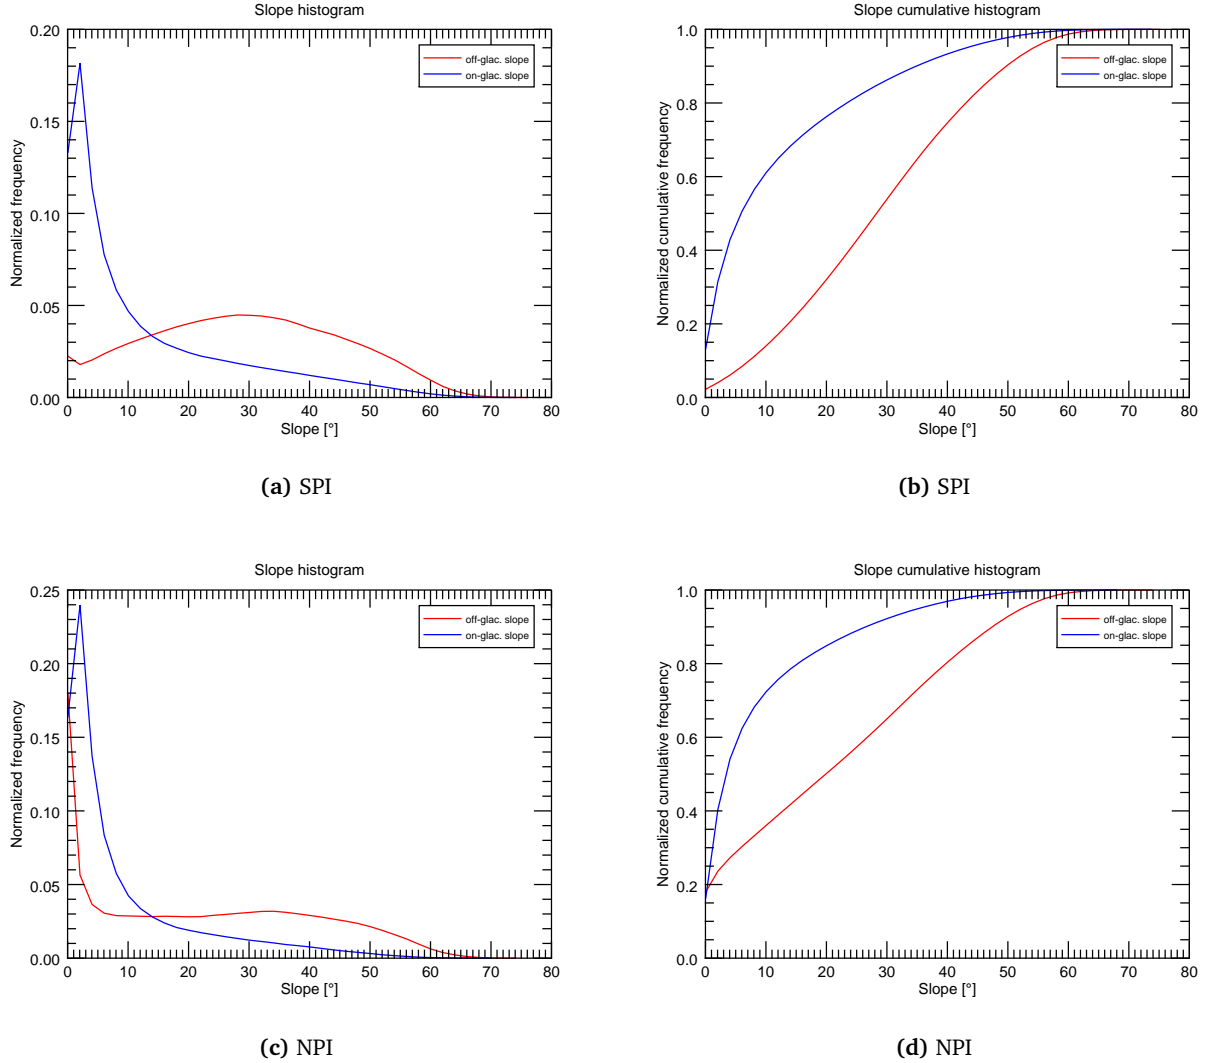 Slope histogram
Normalized frequency
0.20
0.15
0.10
0.05
0.00
off-glac. slope
on-glac. slope
0 10 20 30 40 50 60 70 80
Slope [°]
(a) SPI
Slope cumulative histogram
Normalized cumulative frequency
1.0
0.8
0.6
0.4
0.2
0.0
off-glac. slope
on-glac. slope
0 10 20 30 40 50 60 70 80
Slope [°]
(b) SPI
Slope histogram
Normalized frequency
0.25
0.20
0.15
0.10
0.05
0.00
off-glac. slope
on-glac. slope
0 10 20 30 40 50 60 70 80
Slope [°]
(c) NPI
Slope cumulative histogram
Normalized cumulative frequency
1.0
0.8
0.6
0.4
0.2
0.0
off-glac. slope
on-glac. slope
0 10 20 30 40 50 60 70 80
Slope [°]
(d) NPI